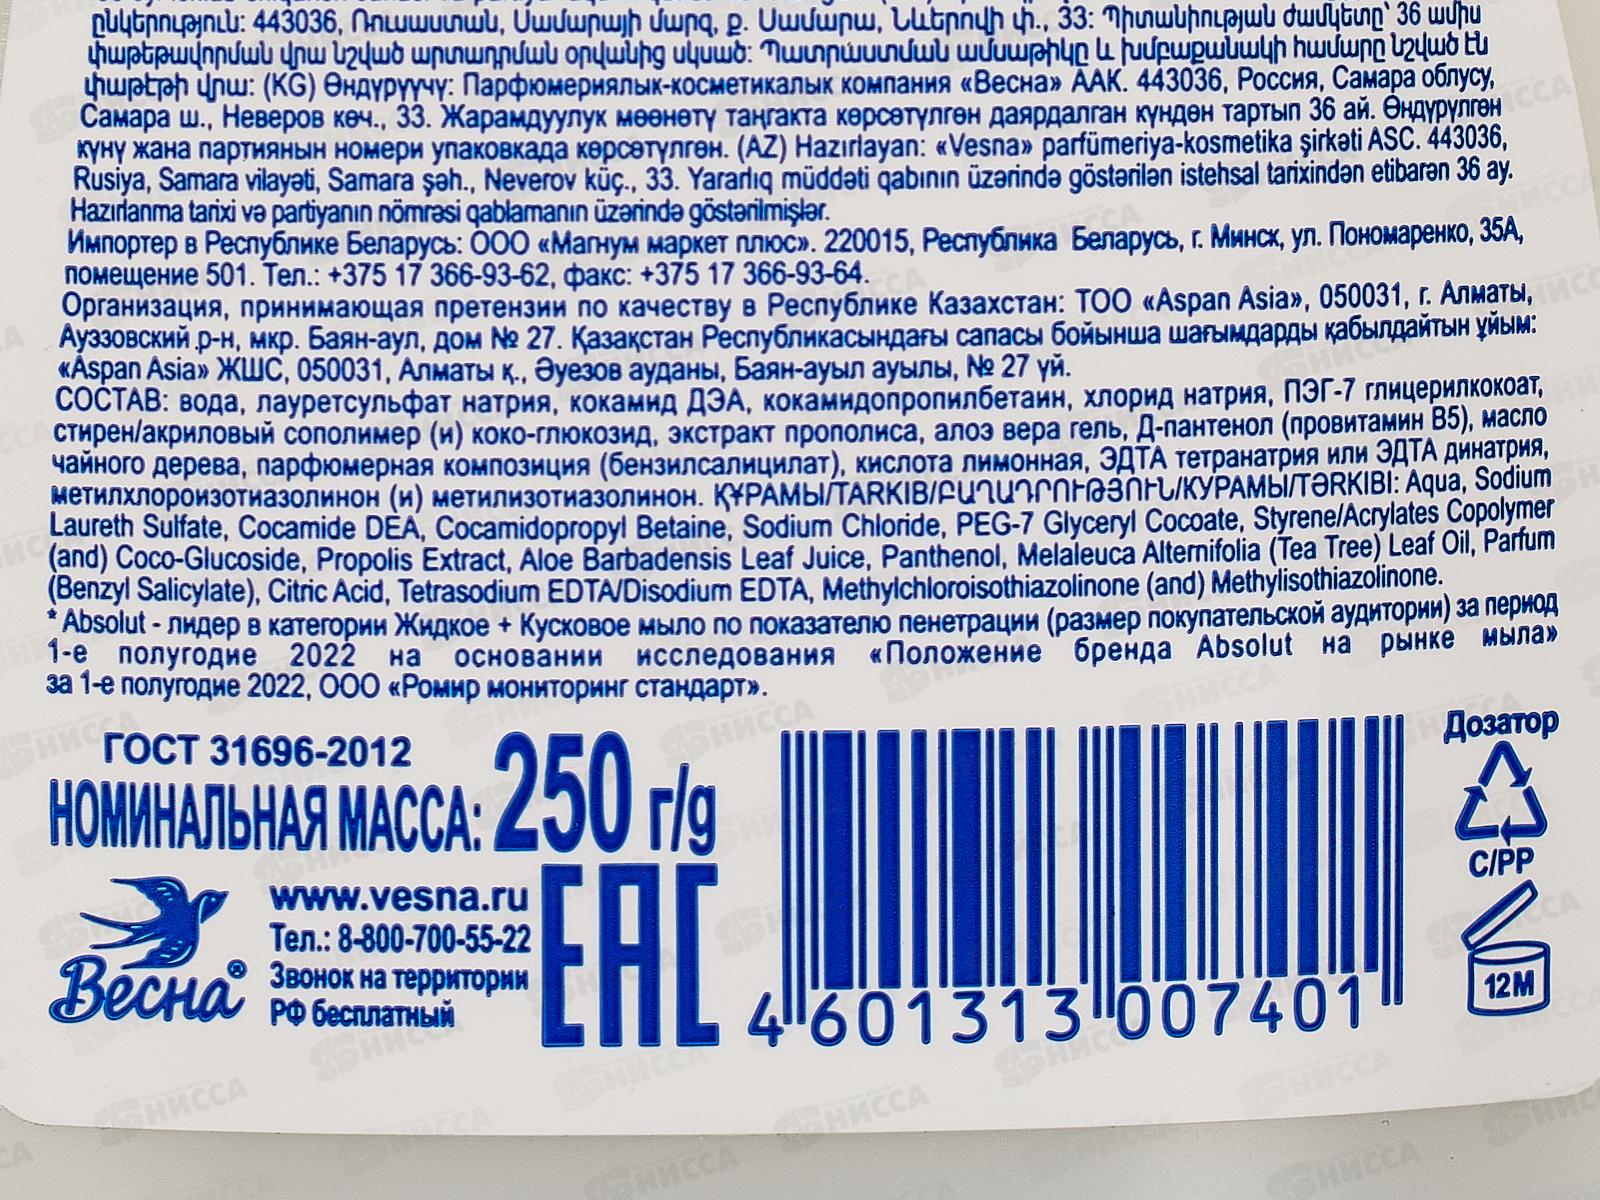 ընկերություն: 443036, Ռուսաստան, Սամարայի մարզ, ք. Սամարա, Նևերովի փ., 33: Պիտանիության ժամկետը՝ 36 ամիս
փաթեթավորման վրա նշված արտադրման օրվանից սկսած: Պատրաստման ամսաթիվը և խմբաքանակի համարը նշված են
փաթեթի վրա: (KG) Өндүрүүчү: Парфюмериялык-косметикалык компания «Весна» ААК. 443036, Россия, Самара облусу,
Самара ш., Неверов көч., 33. Жарамдуулук мөөнөтү таңгакта көрсөтүлгөн даярдалган күндөн тартып 36 ай. Өндүрүлгөн
күнү жана партиянын номери упаковкада көрсөтүлгөн. (AZ) Hazırlayan: «Vesna» parfümeriya-kosmetika şirkəti ASC. 443036,
Rusiya, Samara vilayəti, Samara şəh., Neverov küç., 33. Yararlıq müddəti qabının üzərində göstərilən istehsal tarixindən etibarən 36 ay.
Hazırlanma tarixi və partiyanın nömrəsi qablamanın üzərində göstərilmişlər.
Импортер в Республике Беларусь: ООО «Магнум маркет плюс». 220015, Республика Беларусь, г. Минск, ул. Пономаренко, 35А,
помещение 501. Тел.: +375 17 366-93-62, факс: +375 17 366-93-64.
Организация, принимающая претензии по качеству в Республике Казахстан: ТОО «Aspan Asia», 050031, г. Алматы,
Ауззовский р-н, мкр. Баян-аул, дом № 27. Қазақстан Республикасындағы сапасы бойынша шағымдарды қабылдайтын ұйым:
«Aspan Asia» ЖШС, 050031, Алматы қ., Әуезов ауданы, Баян-ауыл ауылы, № 27 үй.
СОСТАВ: вода, лауретсульфат натрия, кокамид ДЭА, кокамидопропилбетаин, хлорид натрия, ПЭГ-7 глицерилкокоат,
стирен/акриловый сополимер (и) коко-глюкозид, экстракт прополиса, алоэ вера гель, Д-пантенол (провитамин В5), масло
чайного дерева, парфюмерная композиция (бензилсалицилат), кислота лимонная, ЭДТА тетранатрия или ЭДТА динатрия,
метилхлороизотиазолинон (и) метилизотиазолинон. ҚҰРАМЫ/TARKIB/ԲԱՂԱԴՐՈՒԹՅՈՒՆ/КУРАМЫ/TƏRKIBI: Aqua, Sodium
Laureth Sulfate, Cocamide DEA, Cocamidopropyl Betaine, Sodium Chloride, PEG-7 Glyceryl Cocoate, Styrene/Acrylates Copolymer
(and) Coco-Glucoside, Propolis Extract, Aloe Barbadensis Leaf Juice, Panthenol, Melaleuca Alternifolia (Tea Tree) Leaf Oil, Parfum
(Benzyl Salicylate), Citric Acid, Tetrasodium EDTA/Disodium EDTA, Methylchloroisothiazolinone (and) Methylisothiazolinone.
* Absolut - лидер в категории Жидкое + Кусковое мыло по показателю пенетрации (размер покупательской аудитории) за период
1-е полугодие 2022 на основании исследования «Положение бренда Absolut на рынке мыла»
за 1-е полугодие 2022, ООО «Ромир мониторинг стандарт».
ГОСТ 31696-2012
НОМИНАЛЬНАЯ МАССА: 250 г/g
Весна®
www.vesna.ru
Тел.: 8-800-700-55-22
Звонок на территории
РФ бесплатный
EAC
4 601313 007401
Дозатор
C/PP
12M
НИССА